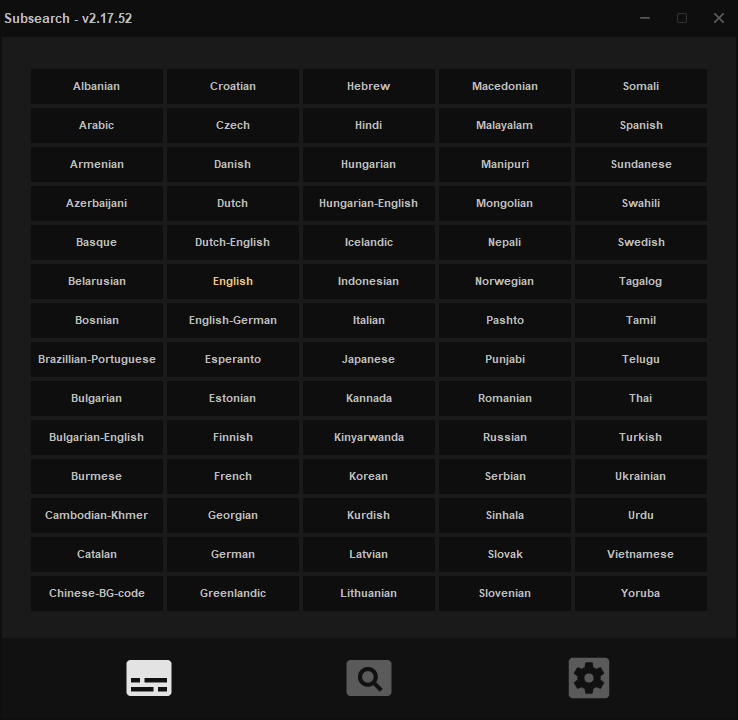 Subsearch - v2.17.52
Albanian Croatian Hebrew Macedonian Somali
Arabic Czech Hindi Malayalam Spanish
Armenian Danish Hungarian Manipuri Sundanese
Azerbaijani Dutch Hungarian-English Mongolian Swahili
Basque Dutch-English Icelandic Nepali Swedish
Belarusian English Indonesian Norwegian Tagalog
Bosnian English-German Italian Pashto Tamil
Brazillian-Portuguese Esperanto Japanese Punjabi Telugu
Bulgarian Estonian Kannada Romanian Thai
Bulgarian-English Finnish Kinyarwanda Russian Turkish
Burmese French Korean Serbian Ukrainian
Cambodian-Khmer Georgian Kurdish Sinhala Urdu
Catalan German Latvian Slovak Vietnamese
Chinese-BG-code Greenlandic Lithuanian Slovenian Yoruba